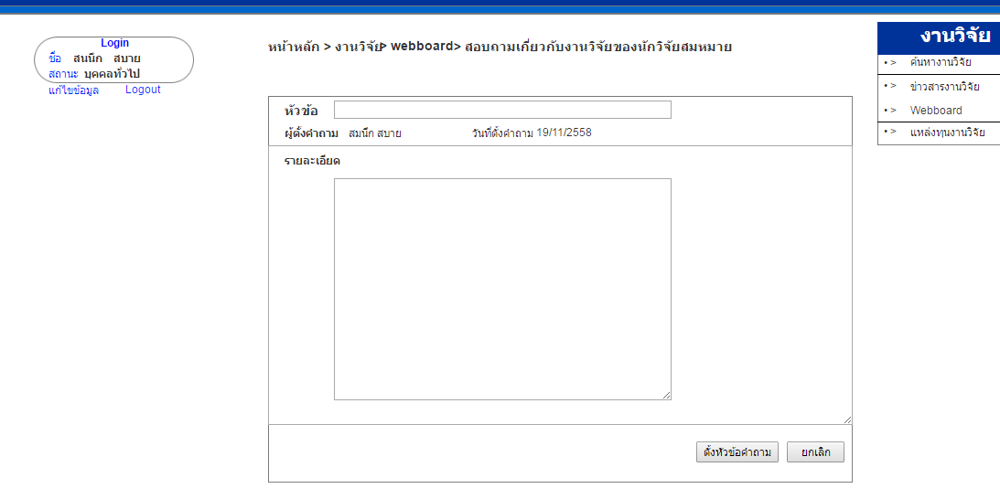 Login
ชื่อ สนนึก สบาย
สถานะ บุคคลทั่วไป
แก้ไขข้อมูล Logout
หน้าหลัก > งานวิจัย> webboard> สอบถามเกี่ยวกับงานวิจัยของนักวิจัยสมหมาย
หัวข้อ
ผู้ตั้งคำถาม สมนึก สบาย วันที่ตั้งคำถาม 19/11/2558
รายละเอียด
ตั้งหัวข้อคำถาม ยกเลิก
งานวิจัย
• > ค้นหางานวิจัย
• > ข่าวสารงานวิจัย
• > Webboard
• > แหล่งทุนงานวิจัย